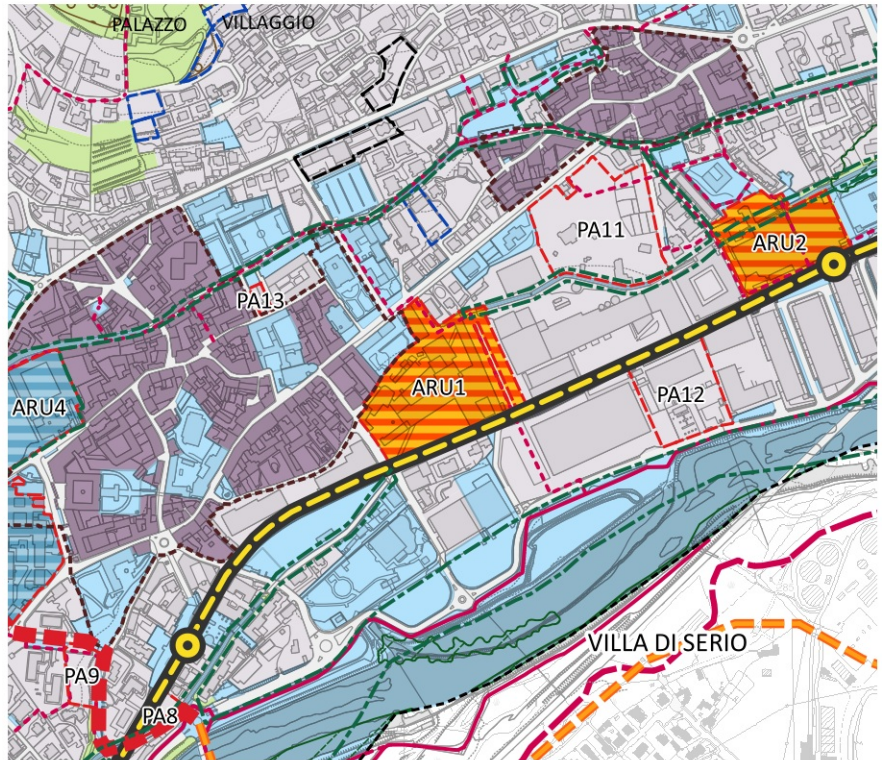 PALAZZO
VILLAGGIO
PA11
ARU2
PA13
ARU1
PA12
ARU4
VILLA DI SERIO
PA9
PA8